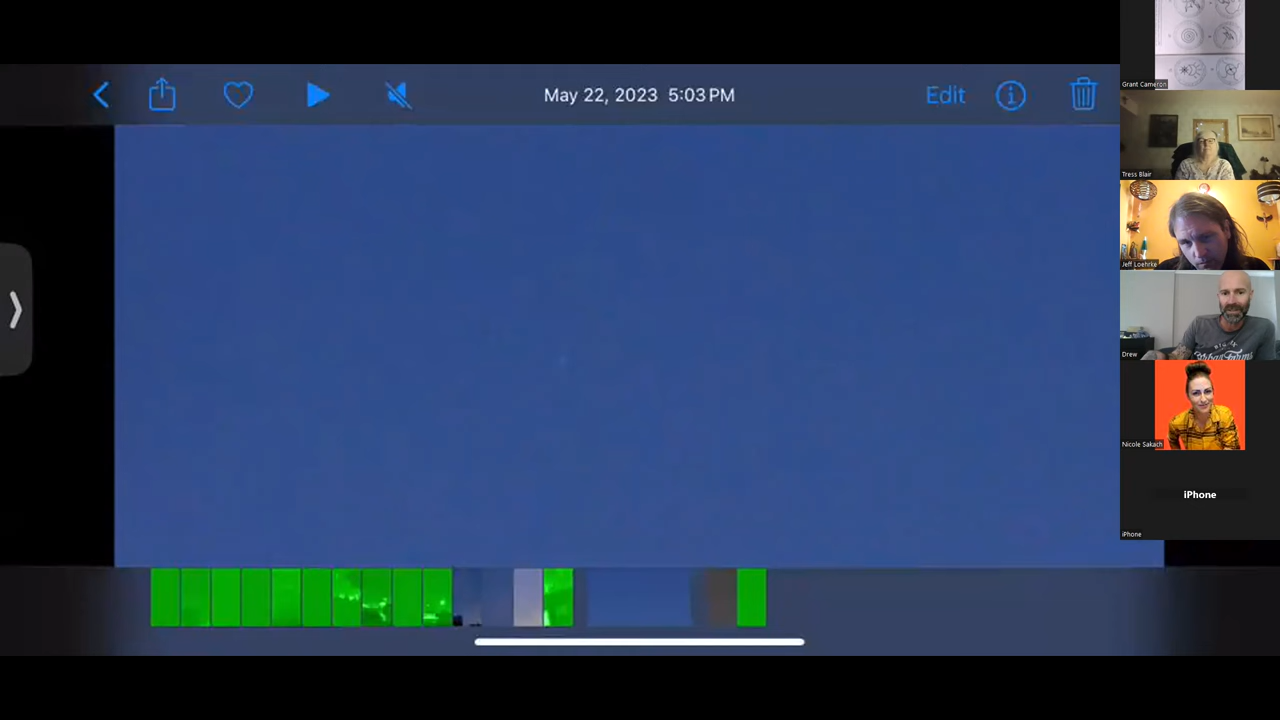 May 22, 2023 5:03 PM
Edit
Grant Cameron
Tress Blair
Jeff Loehrke
Drew
Nicole Sakach
iPhone
iPhone